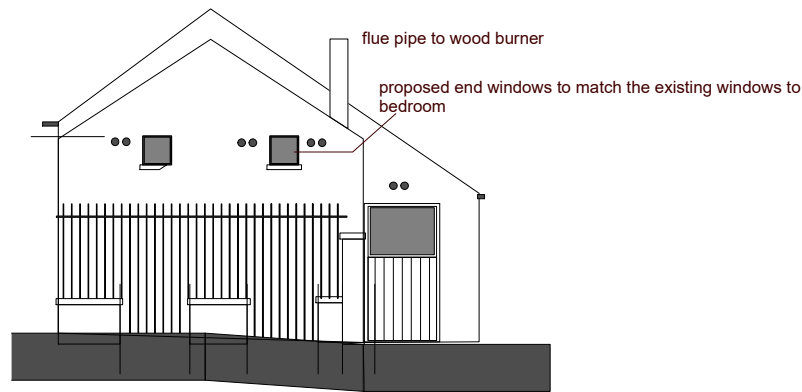 flue pipe to wood burner
proposed end windows to match the existing windows to
bedroom